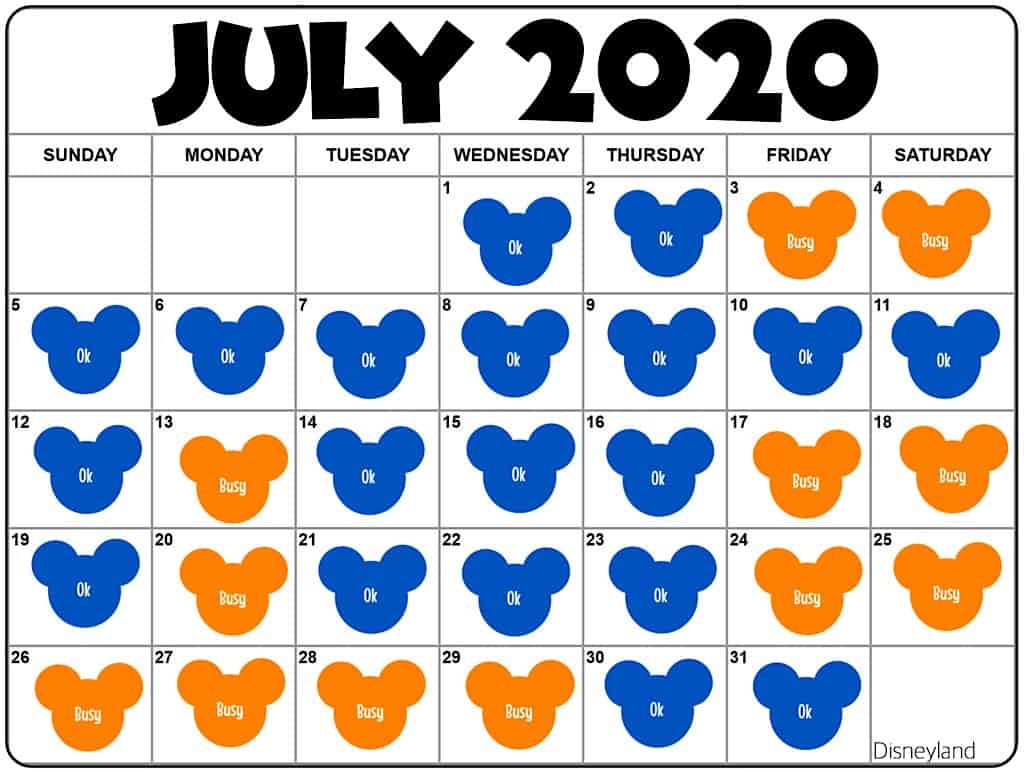 JULY 2020
SUNDAY MONDAY TUESDAY WEDNESDAY THURSDAY FRIDAY SATURDAY
1 2 3 4
Ok Ok Busy Busy
5 6 7 8 9 10 11
Ok Ok Ok Ok Ok Ok Ok
12 13 14 15 16 17 18
Ok Busy Ok Ok Ok Busy Busy
19 20 21 22 23 24 25
Ok Busy Ok Ok Ok Busy Busy
26 27 28 29 30 31
Busy Busy Busy Busy Ok Ok
Disneyland